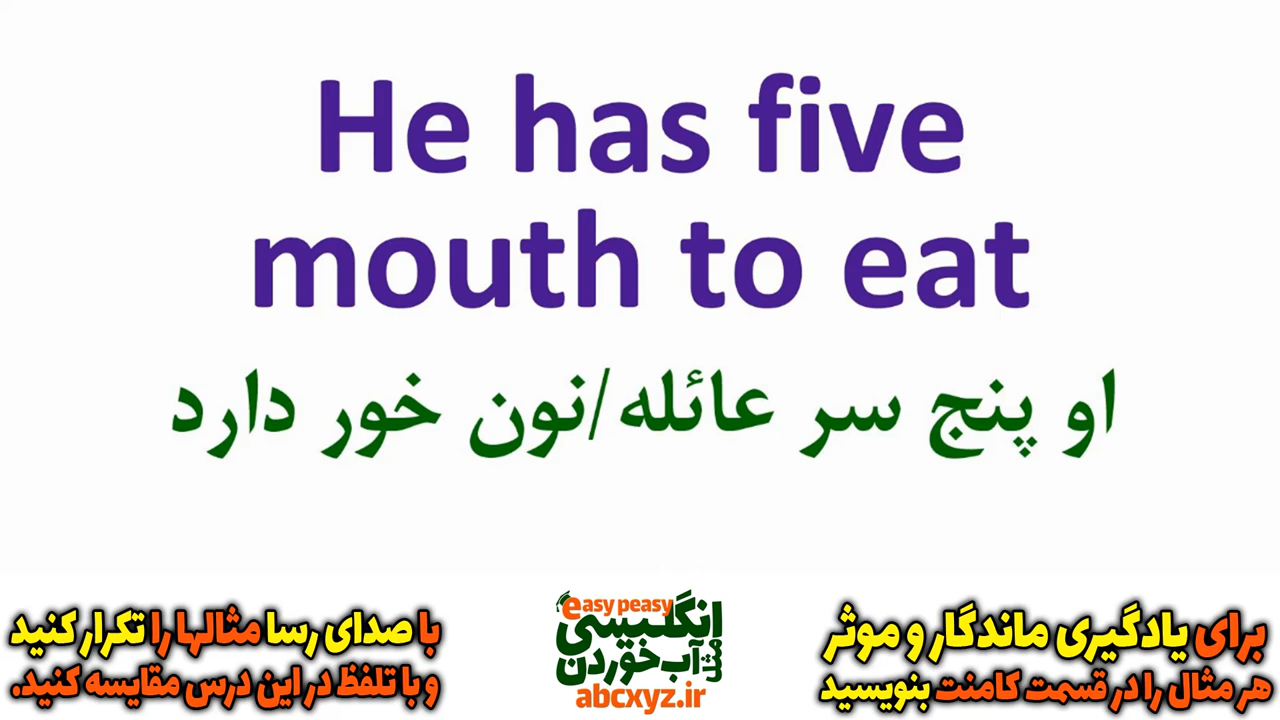 He has five
mouth to eat
او پنج سر عائله/نون خور دارد
برای یادگیری ماندگار و موثر
هر مثال را در قسمت کامنت بنویسید
easy peasy
انگلیسی
مثل آب خوردن
abcxyz.ir
با صدای رسا مثالها را تکرار کنید
و با تلفظ در این درس مقایسه کنید.